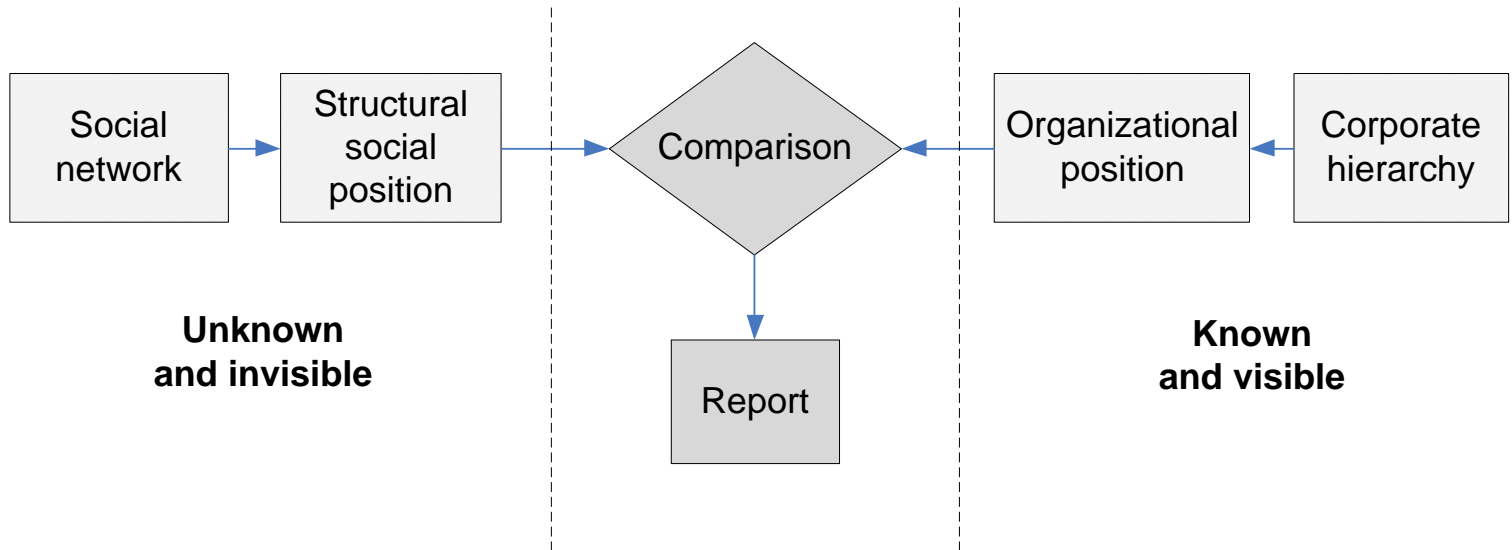 Social
network
Structural
social
position
Comparison
Organizational
position
Corporate
hierarchy
Unknown
and invisible
Report
Known
and visible